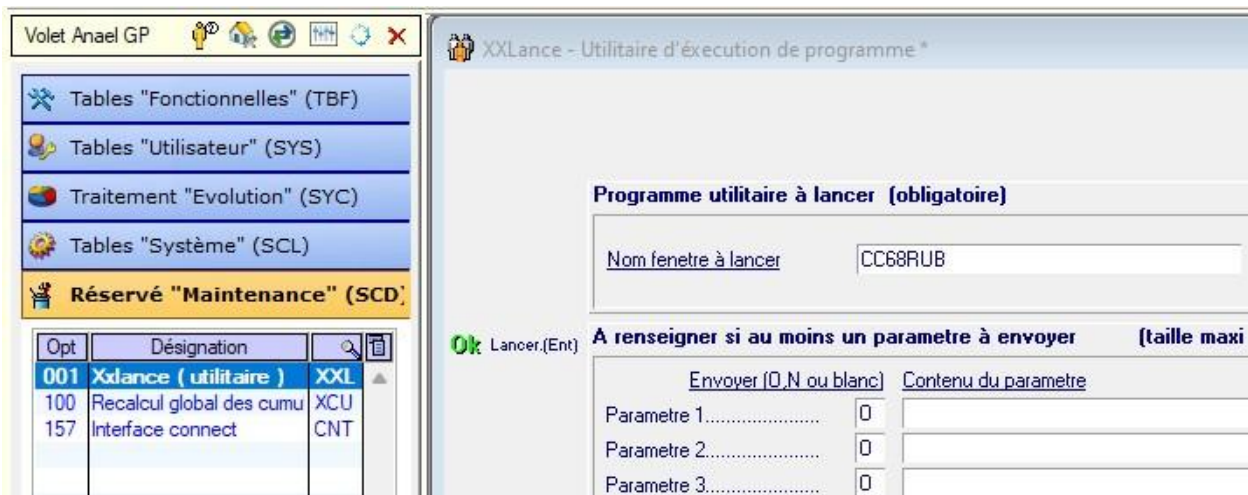 Volet Anael GP
Tables "Fonctionnelles" (TBF)
Tables "Utilisateur" (SYS)
Traitement "Evolution" (SYC)
Tables "Système" (SCL)
Réservé "Maintenance" (SCD)
Opt Désignation
001 Xxlance ( utilitaire ) XXL
100 Recalcul global des cumu XCU
157 Interface connect CNT
XXLance - Utilitaire d'éxecution de programme *
Programme utilitaire à lancer (obligatoire)
Nom fenetre à lancer CC68RUB
Ok Lancer.(Ent)
A renseigner si au moins un parametre à envoyer (taille maxi
Envoyer (O,N ou blanc) Contenu du parametre
Parametre 1...................... O
Parametre 2...................... O
Parametre 3...................... O